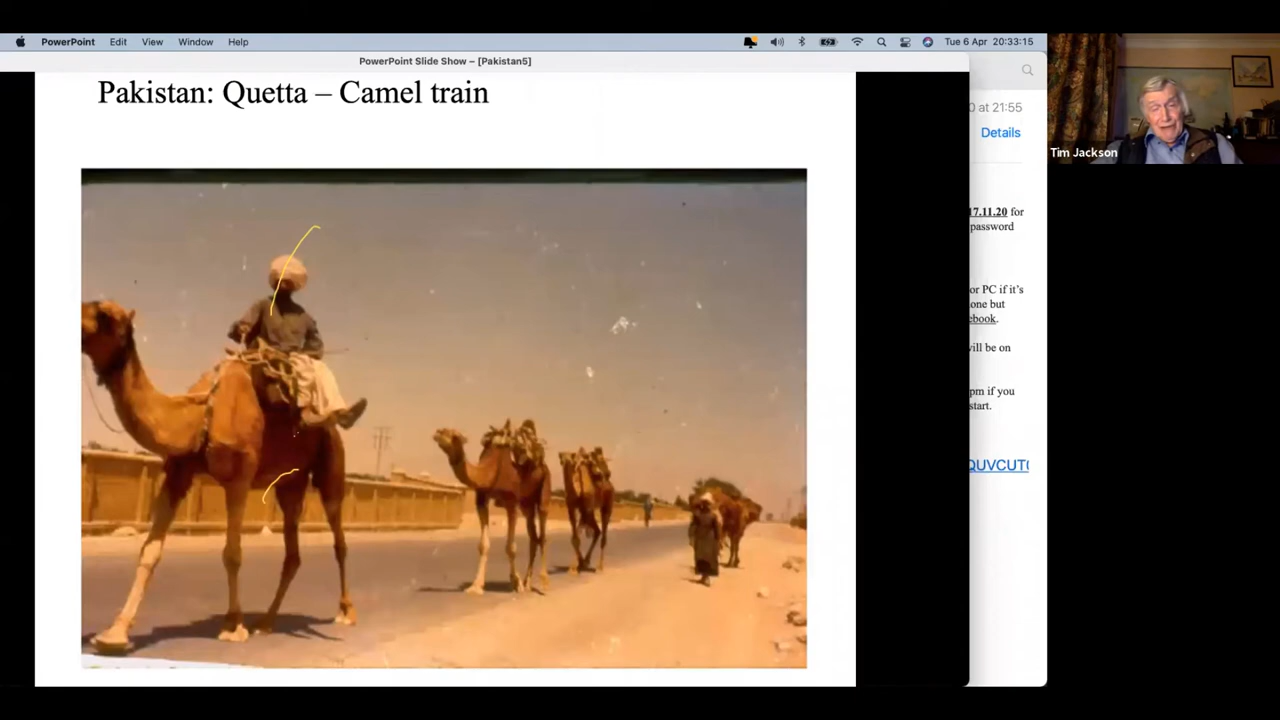 PowerPoint Edit View Window Help Tue 6 Apr 20:33:15
PowerPoint Slide Show – [Pakistan5]
Pakistan: Quetta – Camel train
0 at 21:55
Details
Tim Jackson
17.11.20 for
password
or PC if it's
one but
ebook.
will be on
pm if you
start.
QUVCUT